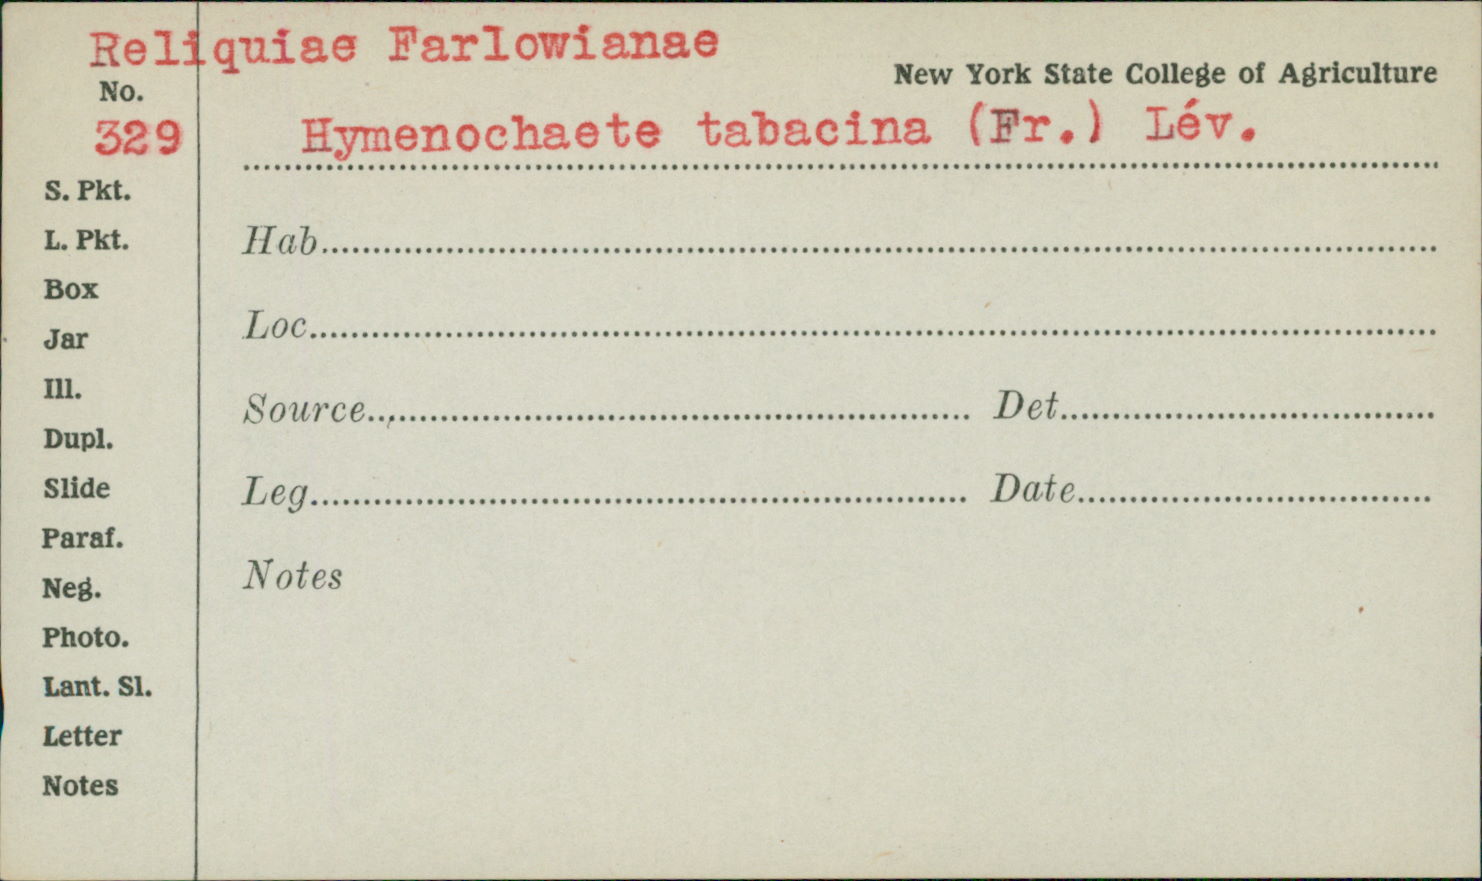 Reliquiae Farlowianae
New York State College of Agriculture
No.
329
Hymenochaete tabacina (Fr.) Lév.
S. Pkt.
L. Pkt.
Box
Jar
Ill.
Dupl.
Slide
Paraf.
Neg.
Photo.
Lant. Sl.
Letter
Notes
Hab
Loc
Source Det
Leg Date
Notes